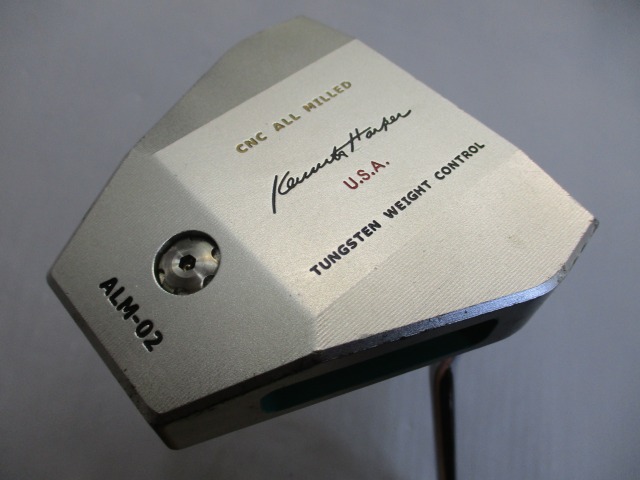 CNC ALL MILLED
Kenneth Harper
U.S.A.
TUNGSTEN WEIGHT CONTROL
ALM-02